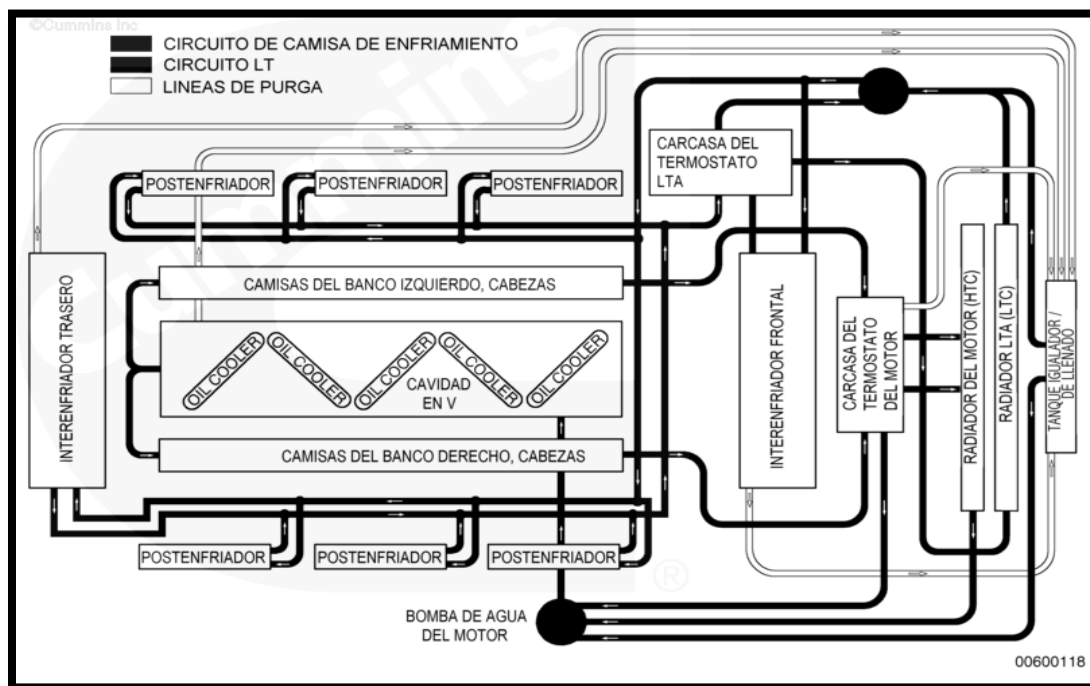 ©Cummins Inc
CIRCUITO DE CAMISA DE ENFRIAMIENTO
CIRCUITO LT
LINEAS DE PURGA
CARCASA DEL
TERMOSTATO
LTA
POSTENFRIADOR
POSTENFRIADOR
POSTENFRIADOR
INTERENFRIADOR TRASERO
CAMISAS DEL BANCO IZQUIERDO, CABEZAS
OIL COOLER
OIL COOLER
OIL COOLER
OIL COOLER
OIL COOLER
CAVIDAD
EN V
CAMISAS DEL BANCO DERECHO, CABEZAS
INTERENFRIADOR FRONTAL
CARCASA DEL
TERMOSTATO
DEL MOTOR
RADIADOR DEL MOTOR (HTC)
RADIADOR LTA (LTC)
TANQUE IGUALADOR /
DE LLENADO
POSTENFRIADOR
POSTENFRIADOR
POSTENFRIADOR
BOMBA DE AGUA
DEL MOTOR
cummins
®
00600118